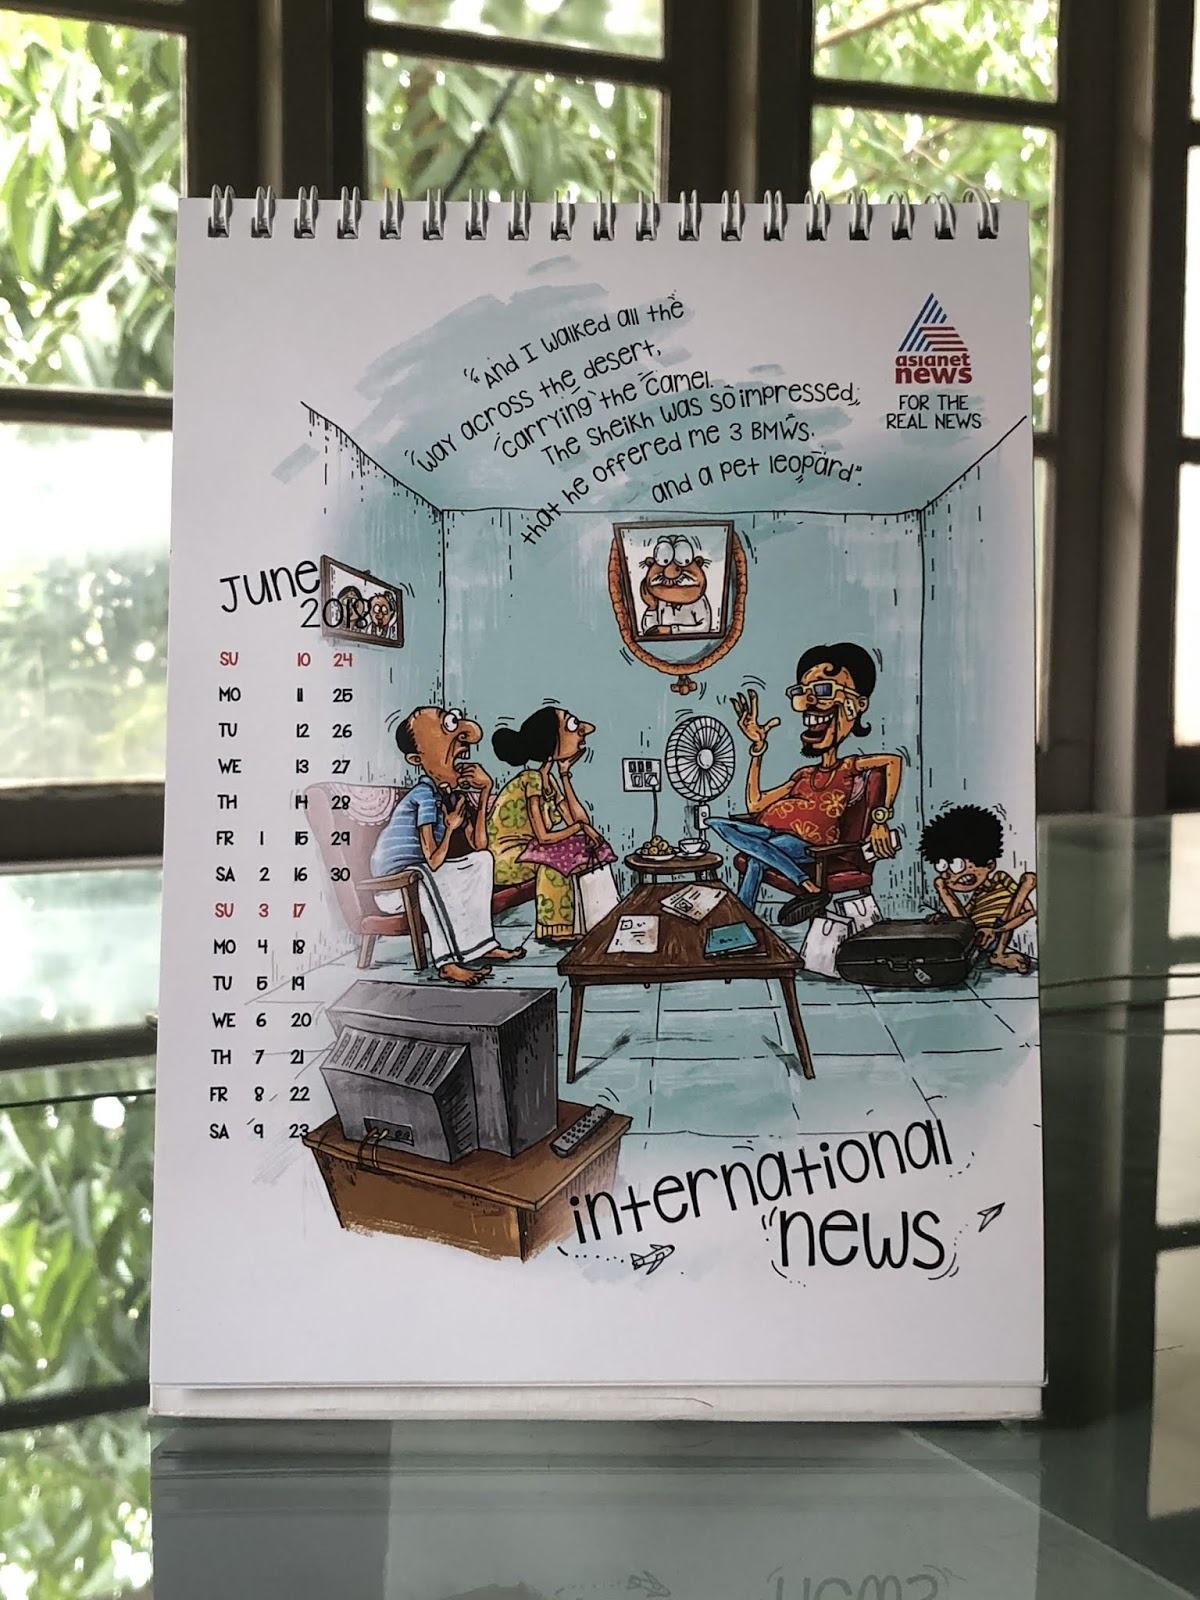 "And I walked all the
way across the desert,
carrying the camel.
The Sheikh was so impressed,
that he offered me 3 BMWs.
and a pet leopard".
asianet
news
FOR THE
REAL NEWS
June
2018
SU 10 24
MO 11 25
TU 12 26
WE 13 27
TH 14 28
FR 1 15 29
SA 2 16 30
SU 3 17
MO 4 18
TU 5 19
WE 6 20
TH 7 21
FR 8 22
SA 9 23
international
news